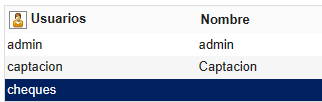 Usuarios Nombre
admin admin
captacion Captacion
cheques